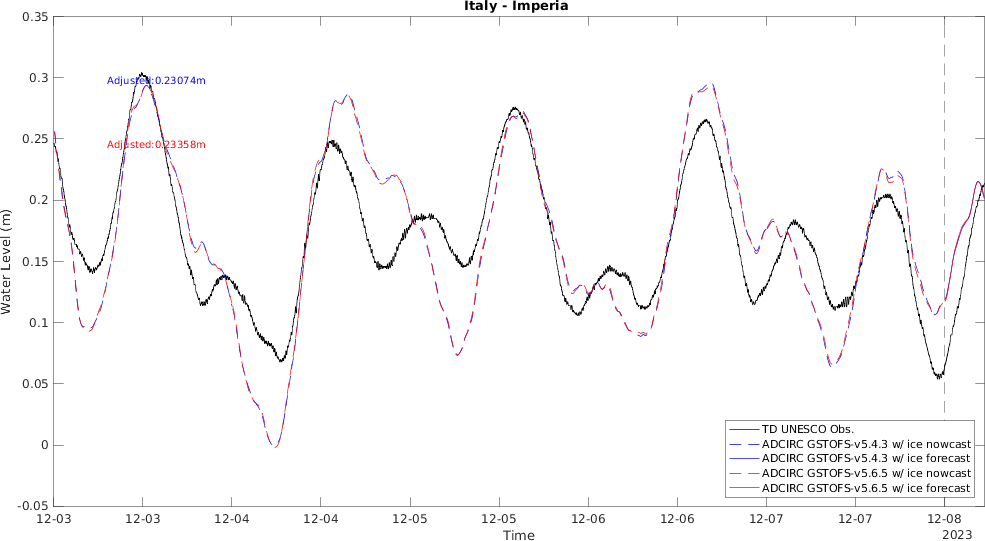 Italy - Imperia
0.35
0.3
0.25
0.2
0.15
0.1
0.05
0
-0.05
Water Level (m)
Adjusted:0.23074m
Adjusted:0.23358m
TD UNESCO Obs.
ADCIRC GSTOFS-v5.4.3 w/ ice nowcast
ADCIRC GSTOFS-v5.4.3 w/ ice forecast
ADCIRC GSTOFS-v5.6.5 w/ ice nowcast
ADCIRC GSTOFS-v5.6.5 w/ ice forecast
12-03 12-03 12-04 12-04 12-05 12-05 12-06 12-06 12-07 12-07 12-08
2023
Time